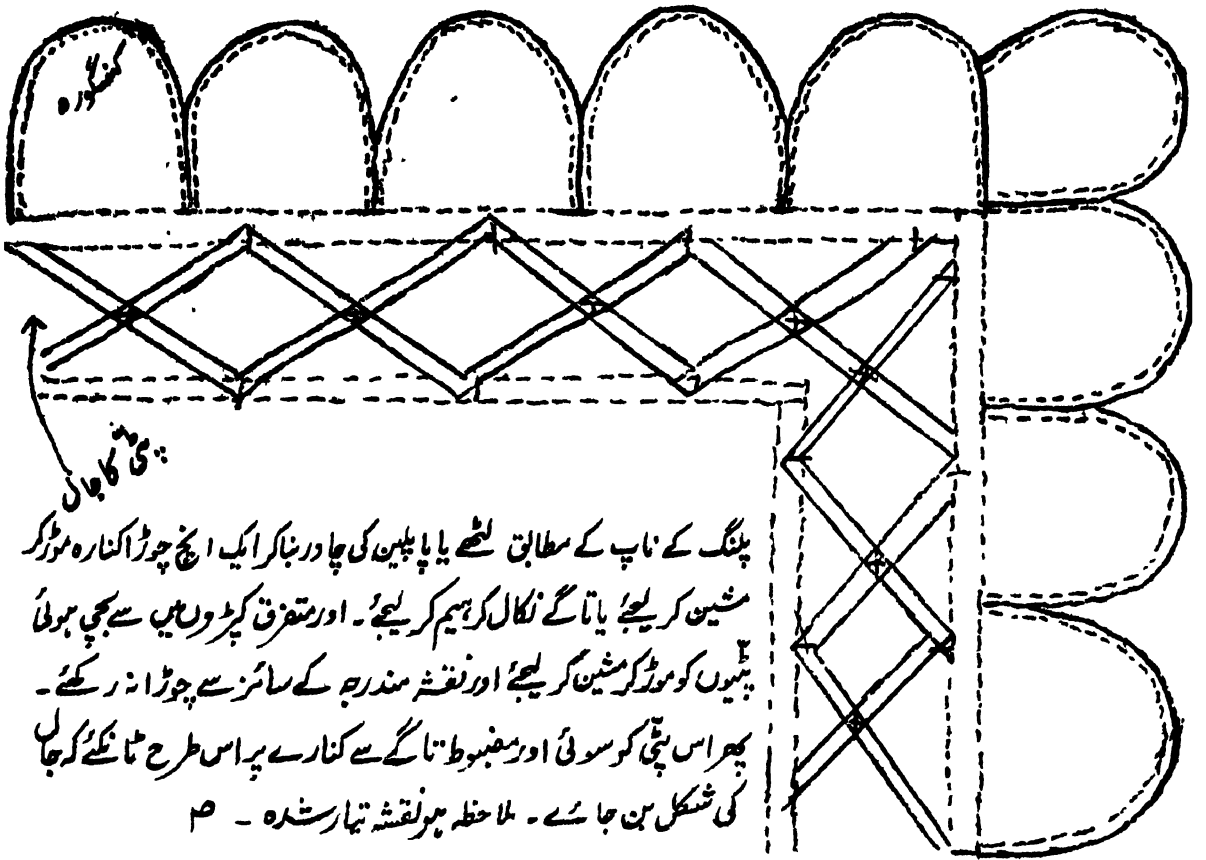 کنگورہ
پٹی کا جال
پلنگ کے ناپ کے مطابق لٹھے یا پاپلین کی چادر بنا کر ایک انچ چوڑا کنارہ موڑ کر
مشین کر لیجئے یا تاگے نکال کر ہیم کر لیجئے۔ اور متفرق کپڑوں میں سے بچی ہوئی
پٹیوں کو موڑ کر مشین کر لیجئے اور نقشہ مندرجہ کے سائز سے چوڑا نہ رکھئے۔
پھر اس پٹی کو سوئی اور مضبوط تاگے سے کنارے پر اس طرح ٹانکئے کہ جال
کی شکل بن جائے۔ ملاحظہ ہو نقشہ تیار شدہ ۔